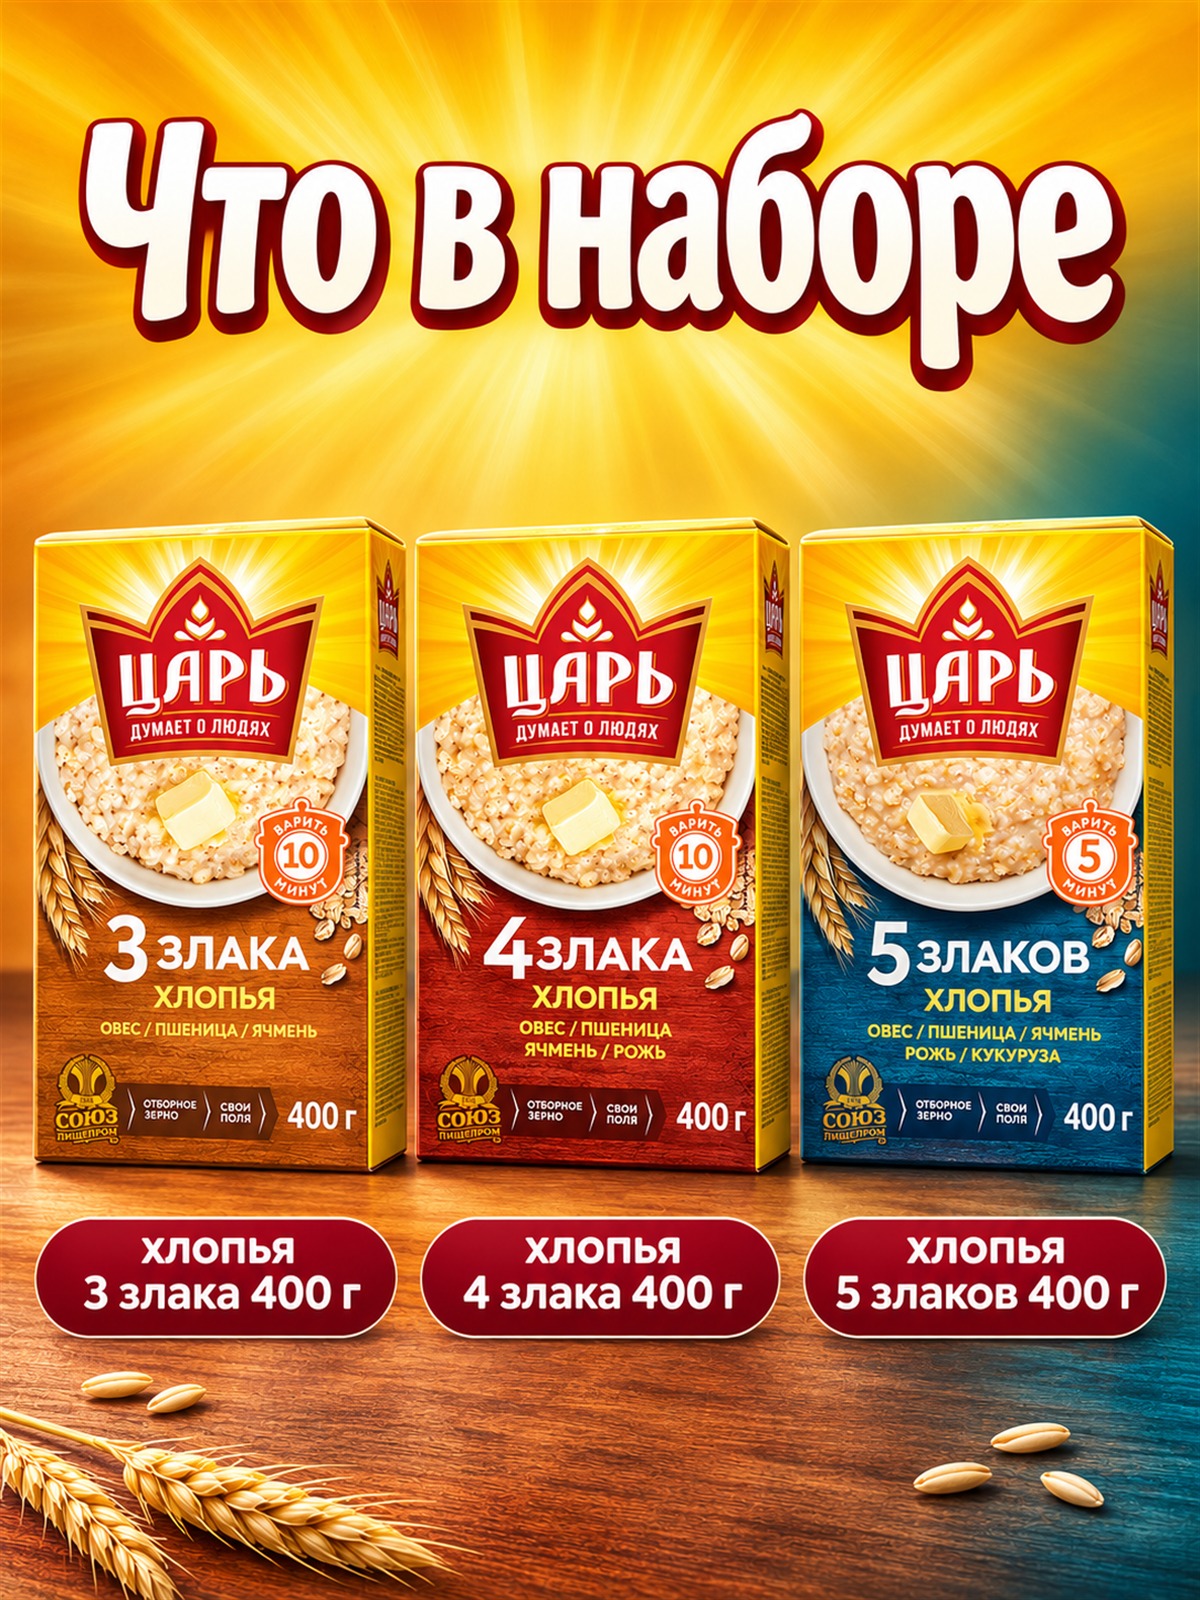 Что в наборе
ЦАРЬ
ДУМАЕТ О ЛЮДЯХ
ВАРИТЬ
10
МИНУТ
3 ЗЛАКА
ХЛОПЬЯ
ОВЕС / ПШЕНИЦА / ЯЧМЕНЬ
СОЮЗ
ПИЩЕПРОМ
ОТБОРНОЕ
ЗЕРНО
СВОИ
ПОЛЯ
400 г
ЦАРЬ
ЦАРЬ
ДУМАЕТ О ЛЮДЯХ
ВАРИТЬ
10
МИНУТ
4 ЗЛАКА
ХЛОПЬЯ
ОВЕС / ПШЕНИЦА
ЯЧМЕНЬ / РОЖЬ
СОЮЗ
ПИЩЕПРОМ
ОТБОРНОЕ
ЗЕРНО
СВОИ
ПОЛЯ
400 г
ЦАРЬ
ЦАРЬ
ДУМАЕТ О ЛЮДЯХ
ВАРИТЬ
5
МИНУТ
5 ЗЛАКОВ
ХЛОПЬЯ
ОВЕС / ПШЕНИЦА / ЯЧМЕНЬ
РОЖЬ / КУКУРУЗА
СОЮЗ
ПИЩЕПРОМ
ОТБОРНОЕ
ЗЕРНО
СВОИ
ПОЛЯ
400 г
ЦАРЬ
ХЛОПЬЯ
3 злака 400 г
ХЛОПЬЯ
4 злака 400 г
ХЛОПЬЯ
5 злаков 400 г